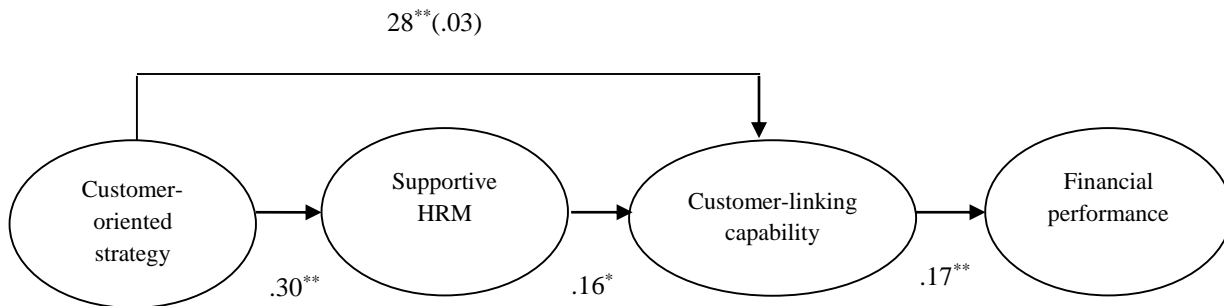 28**(.03)
Customer-
oriented
strategy
Supportive
HRM
Customer-linking
capability
Financial
performance
.30**
.16*
.17**